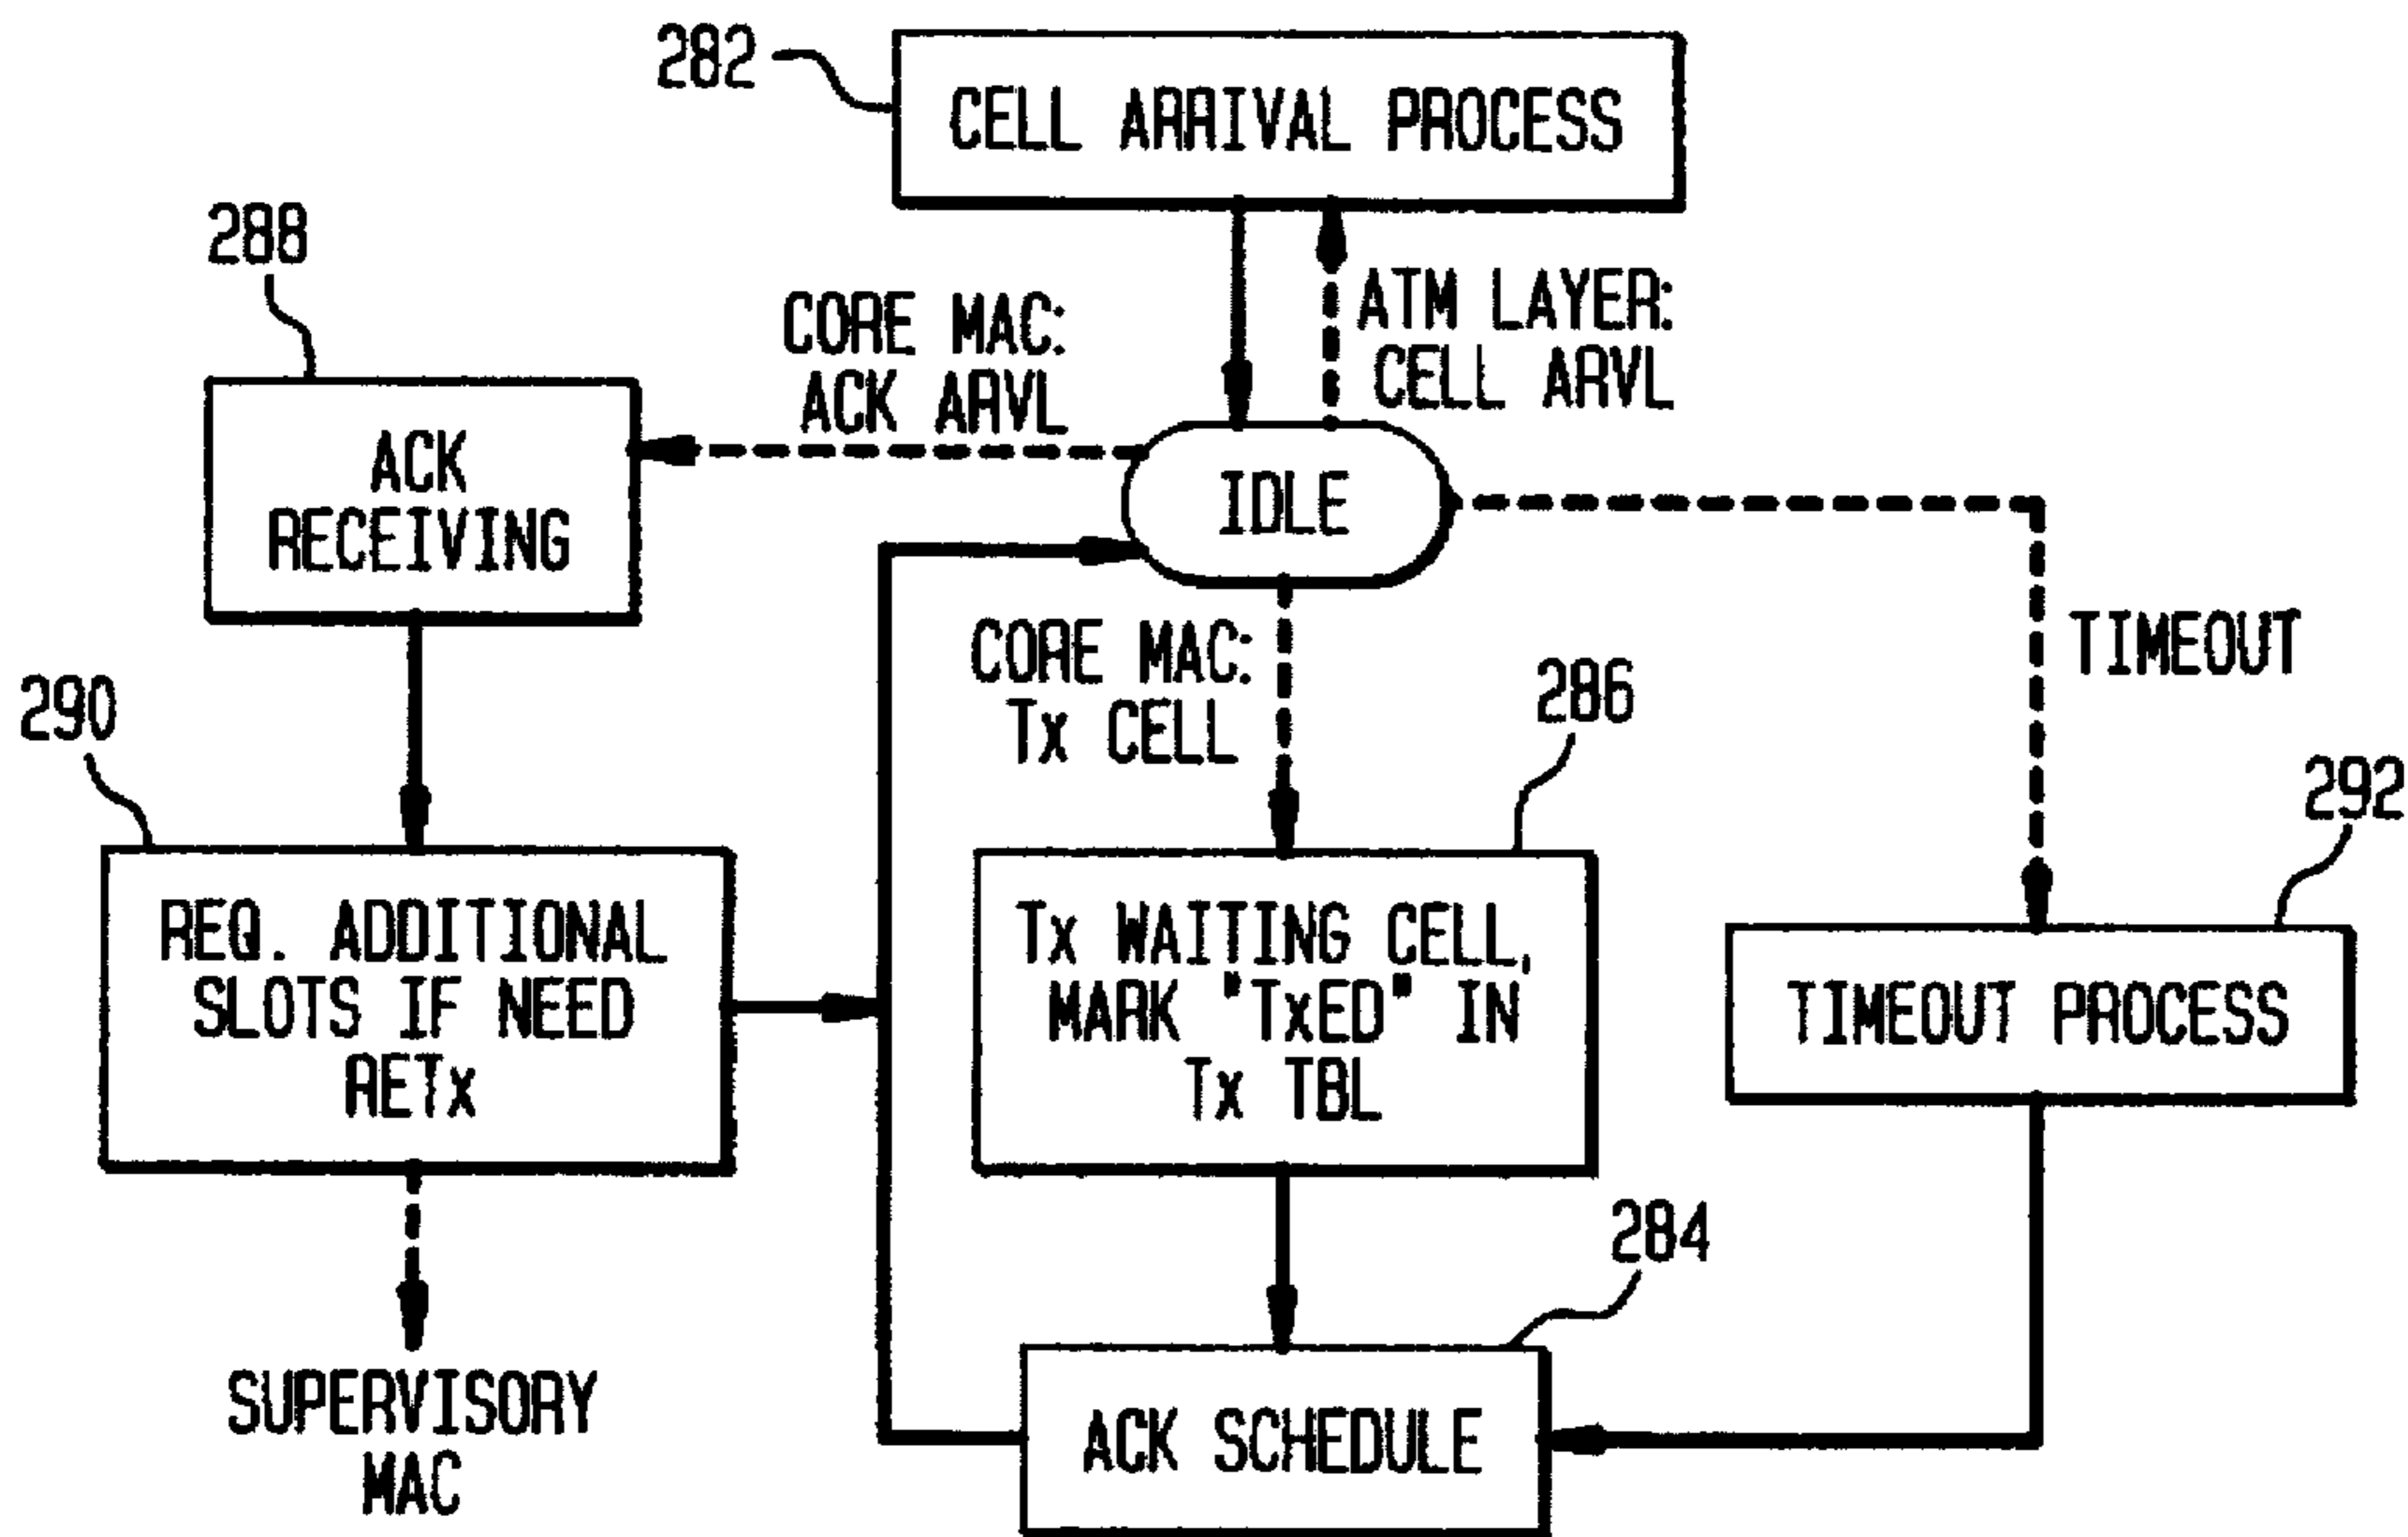 282
CELL ARRIVAL PROCESS
288
CORE MAC:
ACK ARVL
ATM LAYER:
CELL ARVL
ACK
RECEIVING
IDLE
TIMEOUT
290
CORE MAC:
Tx CELL
286
292
REQ. ADDITIONAL
SLOTS IF NEED
RETx
Tx WAITING CELL,
MARK "TxED" IN
Tx TBL
TIMEOUT PROCESS
284
SUPERVISORY
MAC
ACK SCHEDULE